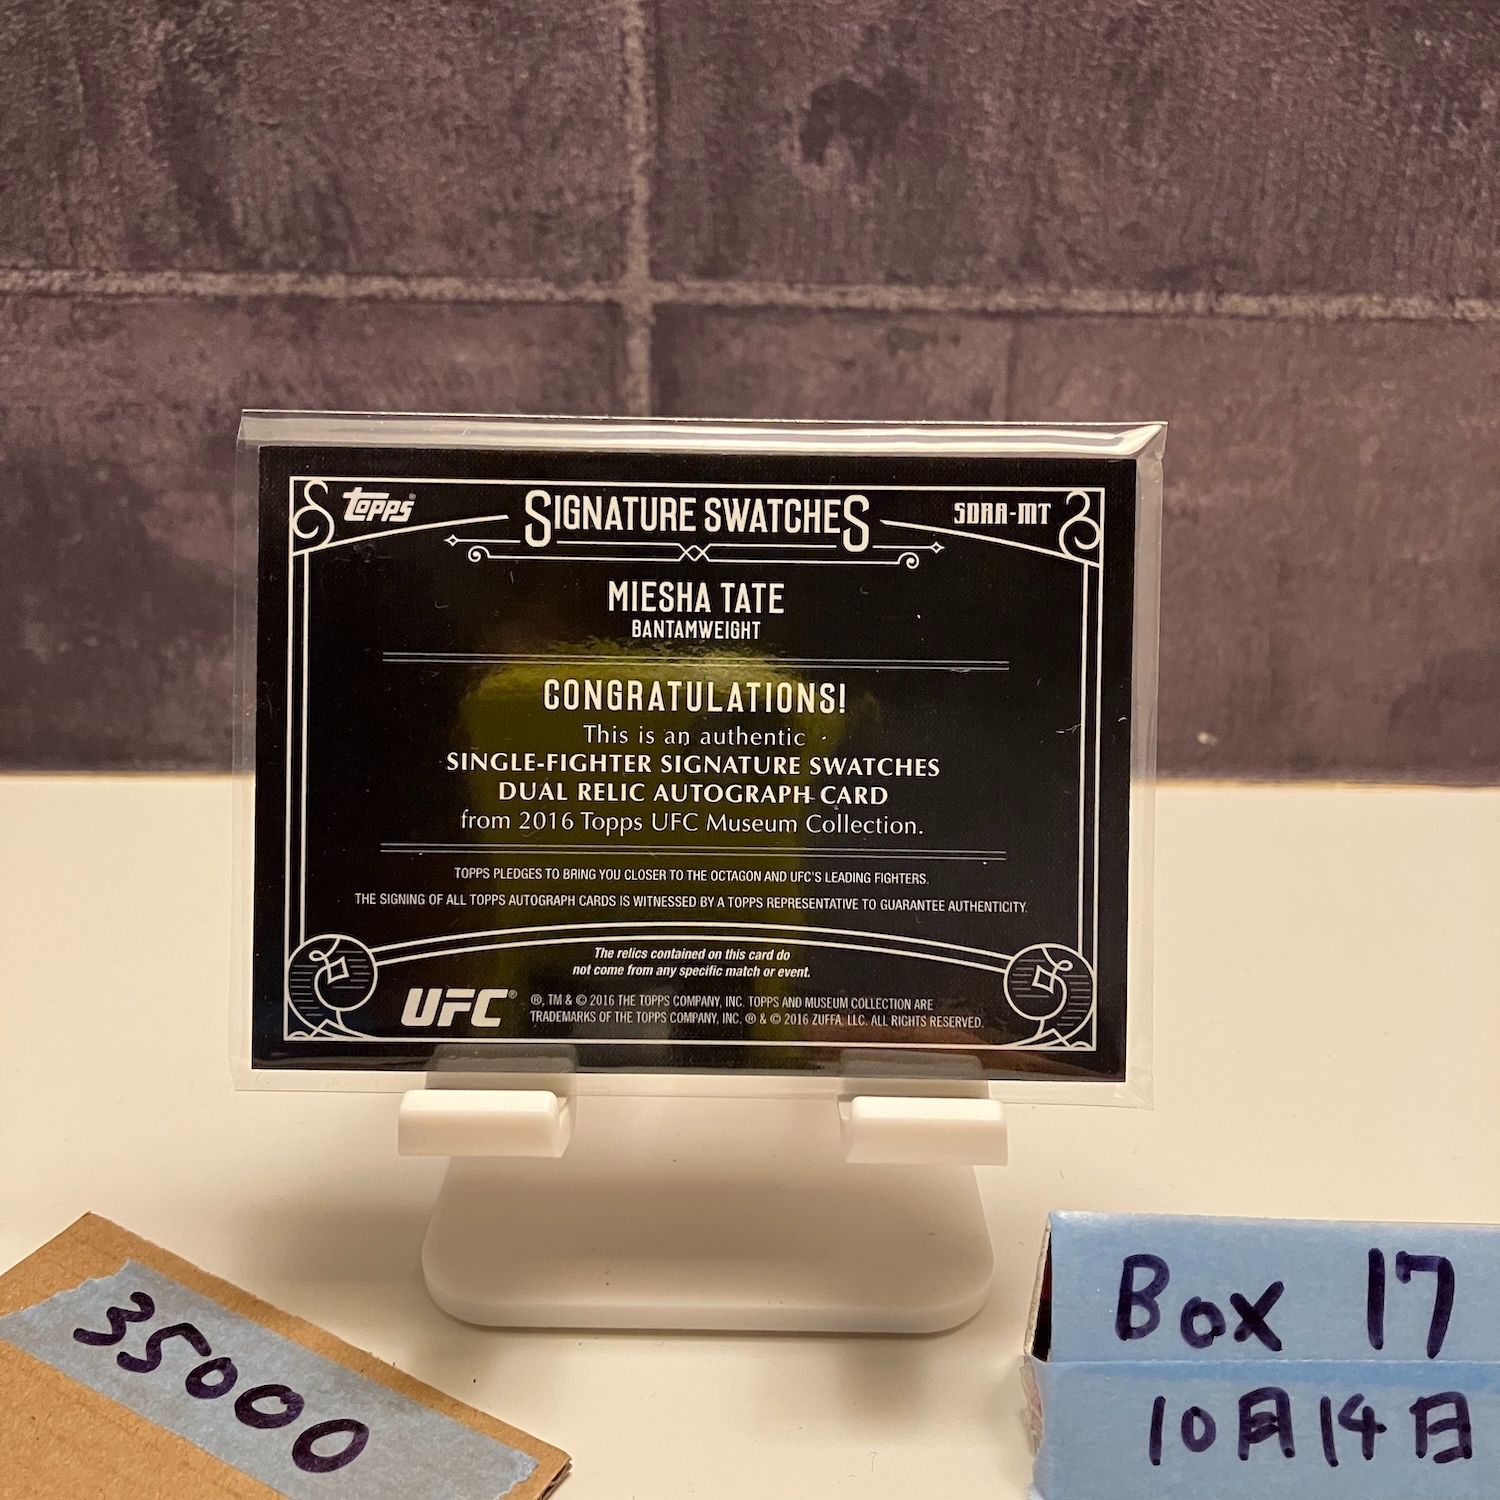 topps® SIGNATURE SWATCHES SDRA-MT
MIESHA TATE
BANTAMWEIGHT
CONGRATULATIONS!
This is an authentic
SINGLE-FIGHTER SIGNATURE SWATCHES
DUAL RELIC AUTOGRAPH CARD
from 2016 Topps UFC Museum Collection.
TOPPS PLEDGES TO BRING YOU CLOSER TO THE OCTAGON AND UFC'S LEADING FIGHTERS.
THE SIGNING OF ALL TOPPS AUTOGRAPH CARDS IS WITNESSED BY A TOPPS REPRESENTATIVE TO GUARANTEE AUTHENTICITY.
The relics contained on this card do
not come from any specific match or event.
UFC®
®, TM & © 2016 THE TOPPS COMPANY, INC. TOPPS AND MUSEUM COLLECTION ARE
TRADEMARKS OF THE TOPPS COMPANY, INC. ® & © 2016 ZUFFA, LLC. ALL RIGHTS RESERVED.
35000
Box 17
10月14日